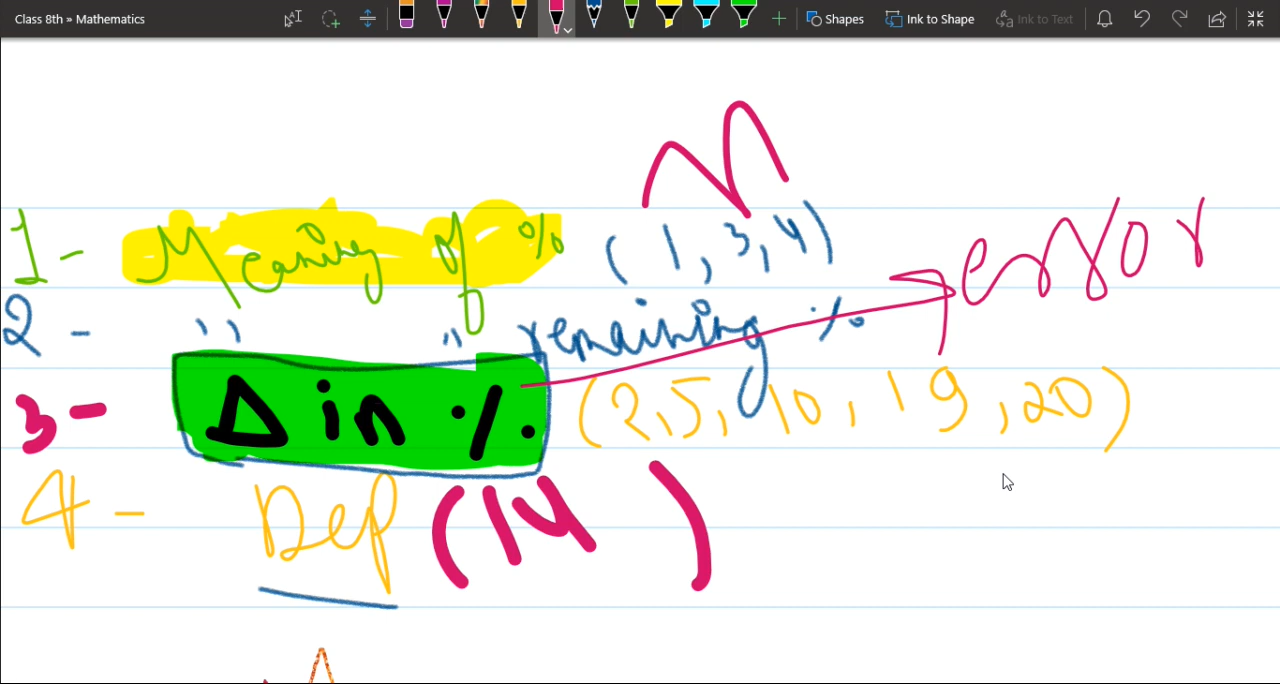 Class 8th » Mathematics
Shapes
Ink to Shape
Ink to Text
1 - Meaning of % (1, 3, 4)
error
2 - " " remaining %
3 - Δ in % (2, 5, 10, 19, 20)
4 - Dep (14 )